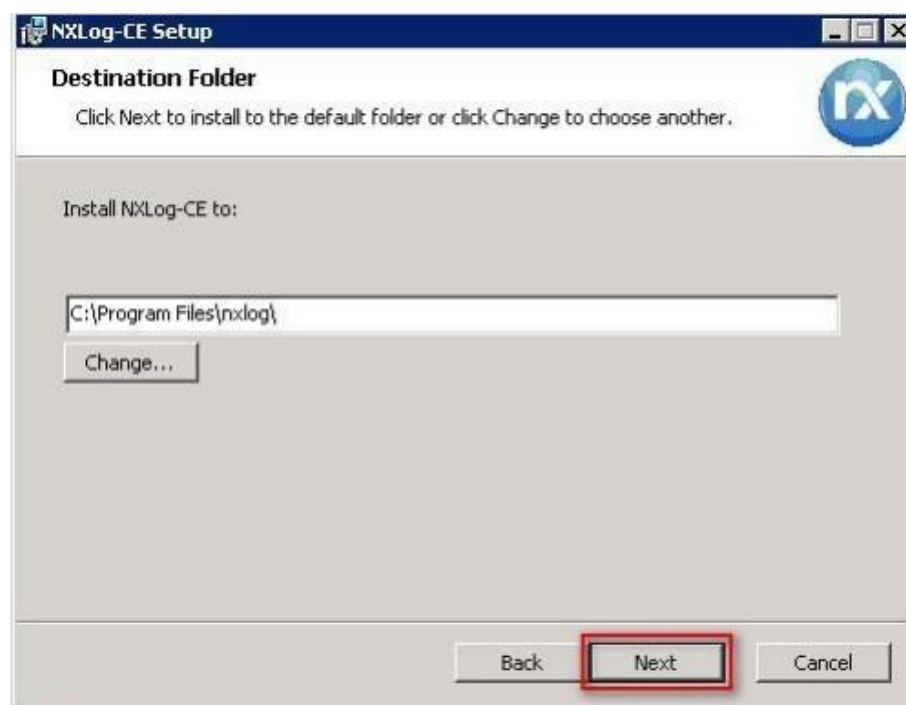 NXLog-CE Setup
Destination Folder
Click Next to install to the default folder or click Change to choose another.
nx
Install NXLog-CE to:
C:\Program Files\nxlog\
Change...
Back Next Cancel